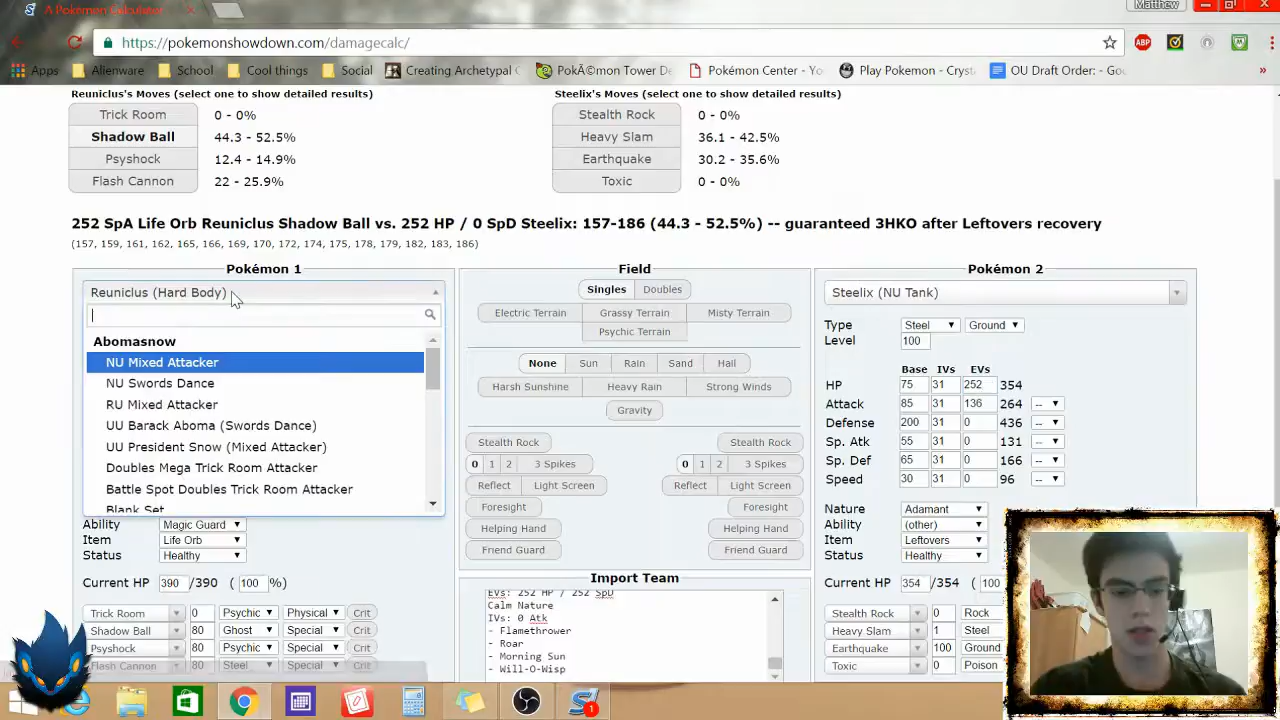 A Pokemon Calculator
Matthew
https://pokemonshowdown.com/damagecalc/
ABP
Apps Alienware School Cool things Social Creating Archetypal C PokÃ©mon Tower De Pokémon Center - Yo Play Pokemon - Cryst OU Draft Order: - Goo »
Reuniclus's Moves (select one to show detailed results) Steelix's Moves (select one to show detailed results)
Trick Room 0 - 0% Stealth Rock 0 - 0%
Shadow Ball 44.3 - 52.5% Heavy Slam 36.1 - 42.5%
Psyshock 12.4 - 14.9% Earthquake 30.2 - 35.6%
Flash Cannon 22 - 25.9% Toxic 0 - 0%
252 SpA Life Orb Reuniclus Shadow Ball vs. 252 HP / 0 SpD Steelix: 157-186 (44.3 - 52.5%) -- guaranteed 3HKO after Leftovers recovery
(157, 159, 161, 162, 165, 166, 169, 170, 172, 174, 175, 178, 179, 182, 183, 186)
Pokémon 1 Field Pokémon 2
Reuniclus (Hard Body) Singles Doubles Steelix (NU Tank)
Electric Terrain Grassy Terrain Misty Terrain
Psychic Terrain
Type Steel Ground
Level 100
Abomasnow
NU Mixed Attacker None Sun Rain Sand Hail
Base IVs EVs
NU Swords Dance Harsh Sunshine Heavy Rain Strong Winds HP 75 31 252 354
RU Mixed Attacker Gravity Attack 85 31 136 264 --
UU Barack Aboma (Swords Dance) Defense 200 31 0 436 --
UU President Snow (Mixed Attacker) Stealth Rock Stealth Rock Sp. Atk 55 31 0 131 --
Doubles Mega Trick Room Attacker 0 1 2 3 Spikes 0 1 2 3 Spikes Sp. Def 65 31 0 166 --
Battle Spot Doubles Trick Room Attacker Reflect Light Screen Reflect Light Screen Speed 30 31 0 96 --
Blank Set Foresight Foresight Nature Adamant
Ability Magic Guard Helping Hand Helping Hand Ability (other)
Item Life Orb Item Leftovers
Status Healthy Friend Guard Friend Guard Status Healthy
Current HP 390 /390 ( 100 %) Import Team Current HP 354 /354 ( 100
EVs: 252 HP / 252 SpD
Calm Nature
IVs: 0 Atk
- Flamethrower
- Roar
- Morning Sun
- Will-O-Wisp
Trick Room 0 Psychic Physical Crit Stealth Rock 0 Rock
Shadow Ball 80 Ghost Special Crit Heavy Slam 1 Steel
Psyshock 80 Psychic Special Crit Earthquake 100 Ground
Flash Cannon 80 Steel Special Crit Toxic 0 Poison
1